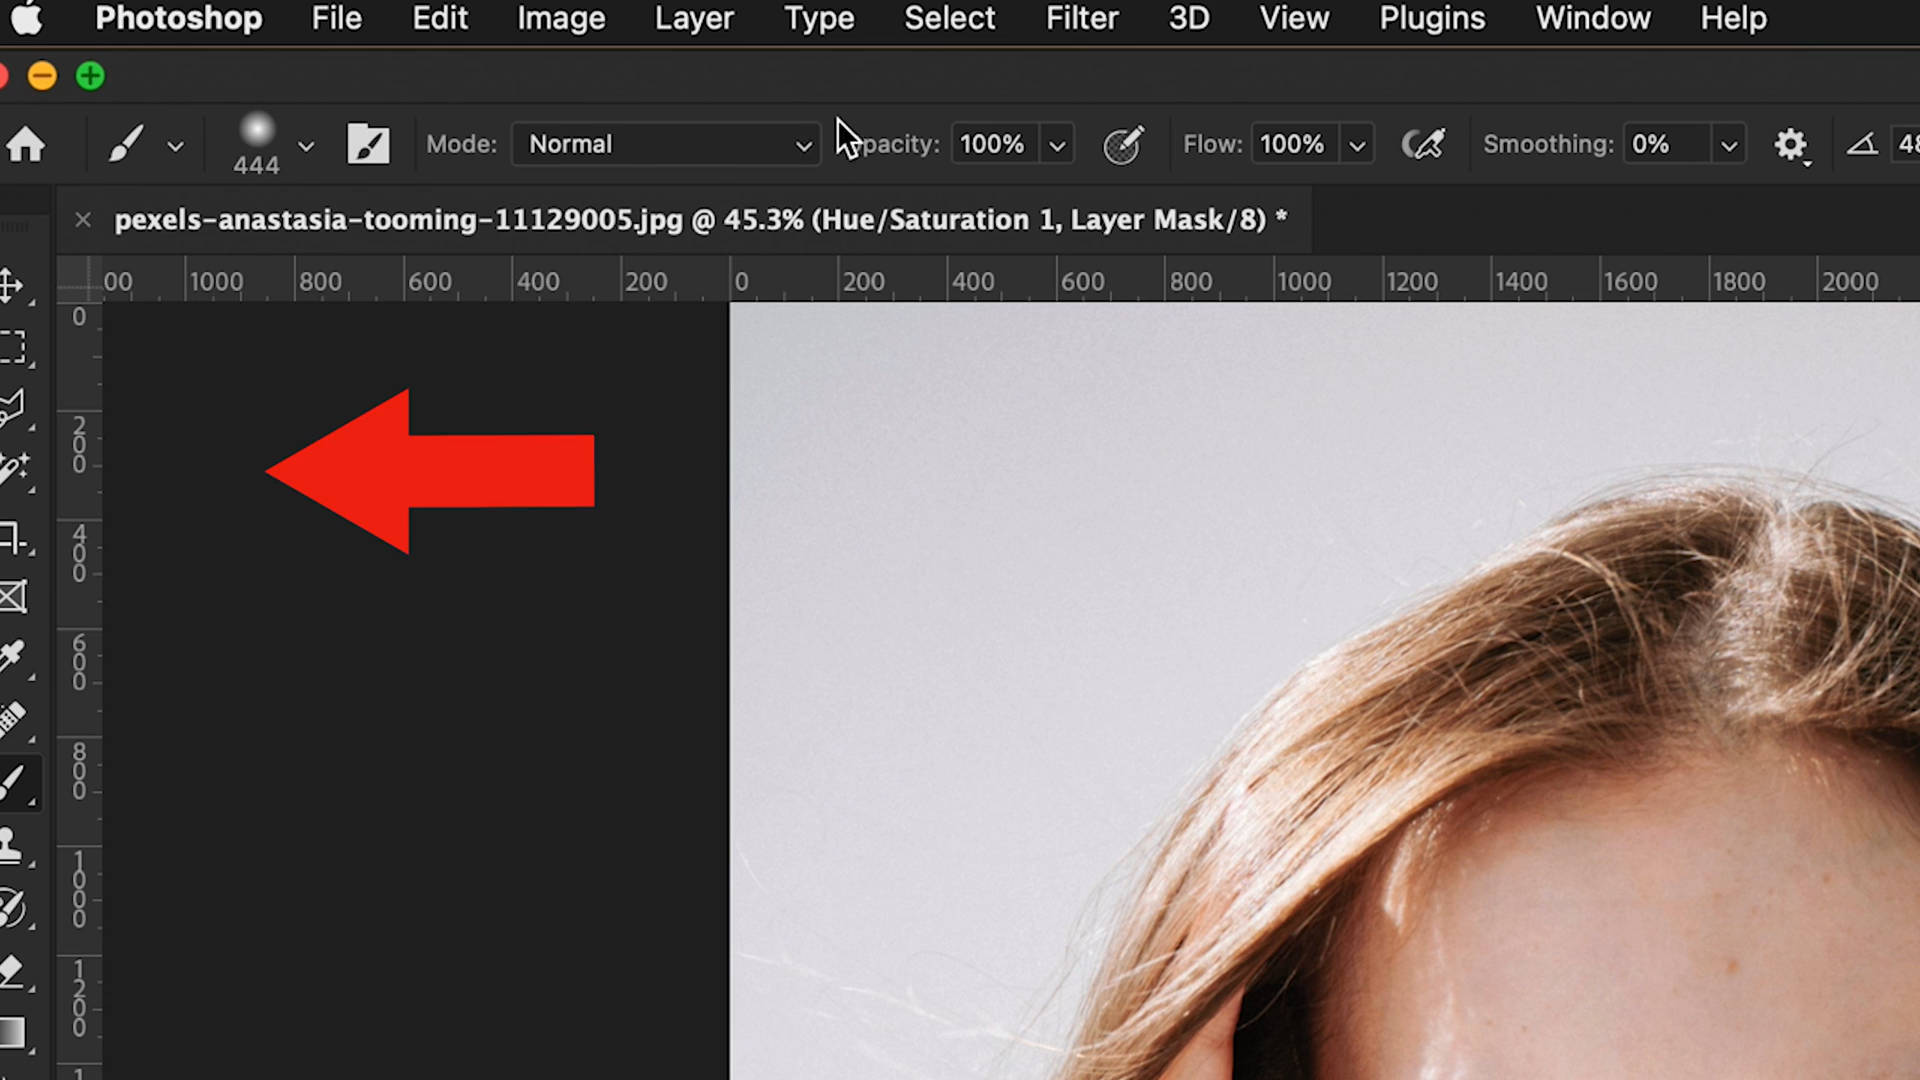 Photoshop File Edit Image Layer Type Select Filter 3D View Plugins Window Help
444 Mode: Normal pacity: 100% Flow: 100% Smoothing: 0% 48
pexels-anastasia-tooming-11129005.jpg @ 45.3% (Hue/Saturation 1, Layer Mask/8) *
00 1000 800 600 400 200 0 200 400 600 800 1000 1200 1400 1600 1800 2000
0
200
400
600
800
1000
1200
1